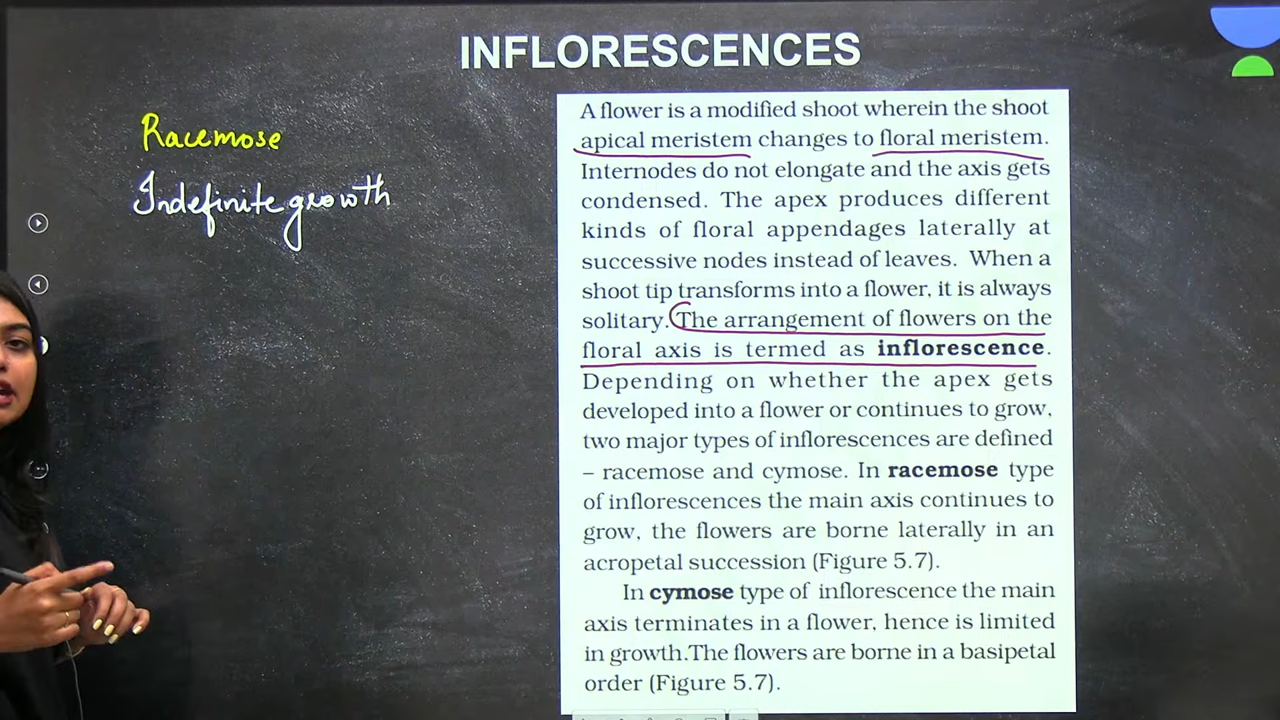 INFLORESCENCES
Racemose
Indefinite growth
A flower is a modified shoot wherein the shoot
apical meristem changes to floral meristem.
Internodes do not elongate and the axis gets
condensed. The apex produces different
kinds of floral appendages laterally at
successive nodes instead of leaves. When a
shoot tip transforms into a flower, it is always
solitary. The arrangement of flowers on the
floral axis is termed as inflorescence.
Depending on whether the apex gets
developed into a flower or continues to grow,
two major types of inflorescences are defined
– racemose and cymose. In racemose type
of inflorescences the main axis continues to
grow, the flowers are borne laterally in an
acropetal succession (Figure 5.7).
In cymose type of inflorescence the main
axis terminates in a flower, hence is limited
in growth.The flowers are borne in a basipetal
order (Figure 5.7).